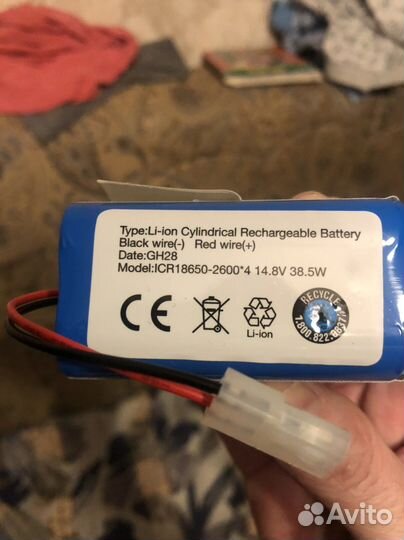 Type:Li-ion Cylindrical Rechargeable Battery
Black wire(-) Red wire(+)
Date:GH28
Model:ICR18650-2600*4 14.8V 38.5W
CE
Li-ion
RECYCLE
1.800.822.8837
Avito